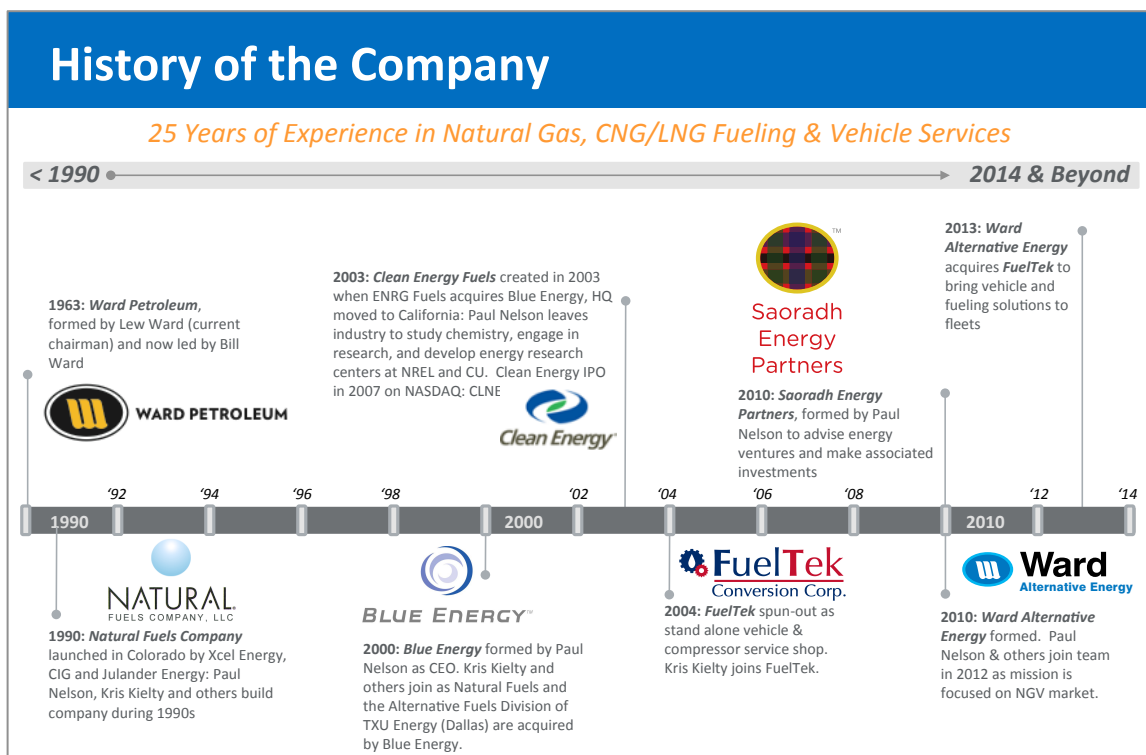 History of the Company
25 Years of Experience in Natural Gas, CNG/LNG Fueling & Vehicle Services
< 1990
2014 & Beyond
1963: Ward Petroleum,
formed by Lew Ward (current
chairman) and now led by Bill
Ward
WARD PETROLEUM
2003: Clean Energy Fuels created in 2003
when ENRG Fuels acquires Blue Energy, HQ
moved to California: Paul Nelson leaves
industry to study chemistry, engage in
research, and develop energy research
centers at NREL and CU. Clean Energy IPO
in 2007 on NASDAQ: CLNE
Clean Energy
TM
Saoradh
Energy
Partners
2010: Saoradh Energy
Partners, formed by Paul
Nelson to advise energy
ventures and make associated
investments
2013: Ward
Alternative Energy
acquires FuelTek to
bring vehicle and
fueling solutions to
fleets
‘92 ‘94 ‘96 ‘98 ‘02 ‘04 ‘06 ‘08 ‘12 ‘14
1990 2000 2010
NATURAL®
FUELS COMPANY, LLC
1990: Natural Fuels Company
launched in Colorado by Xcel Energy,
CIG and Julander Energy: Paul
Nelson, Kris Kielty and others build
company during 1990s
BLUE ENERGY™
2000: Blue Energy formed by Paul
Nelson as CEO. Kris Kielty and
others join as Natural Fuels and
the Alternative Fuels Division of
TXU Energy (Dallas) are acquired
by Blue Energy.
FuelTek
Conversion Corp.
2004: FuelTek spun-out as
stand alone vehicle &
compressor service shop.
Kris Kielty joins FuelTek.
Ward
Alternative Energy
2010: Ward Alternative
Energy formed. Paul
Nelson & others join team
in 2012 as mission is
focused on NGV market.